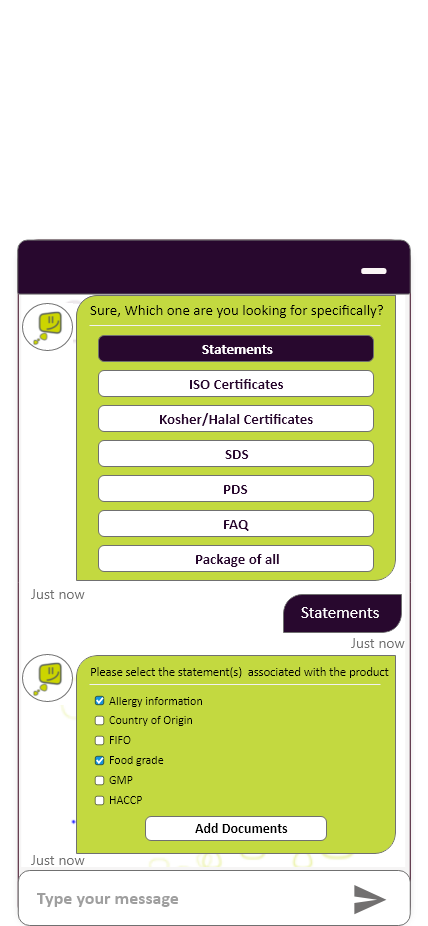 Sure, Which one are you looking for specifically?
Statements
ISO Certificates
Kosher/Halal Certificates
SDS
PDS
FAQ
Package of all
Just now
Statements
Just now
Please select the statement(s) associated with the product
Allergy information
Country of Origin
FIFO
Food grade
GMP
HACCP
Add Documents
Just now
Type your message